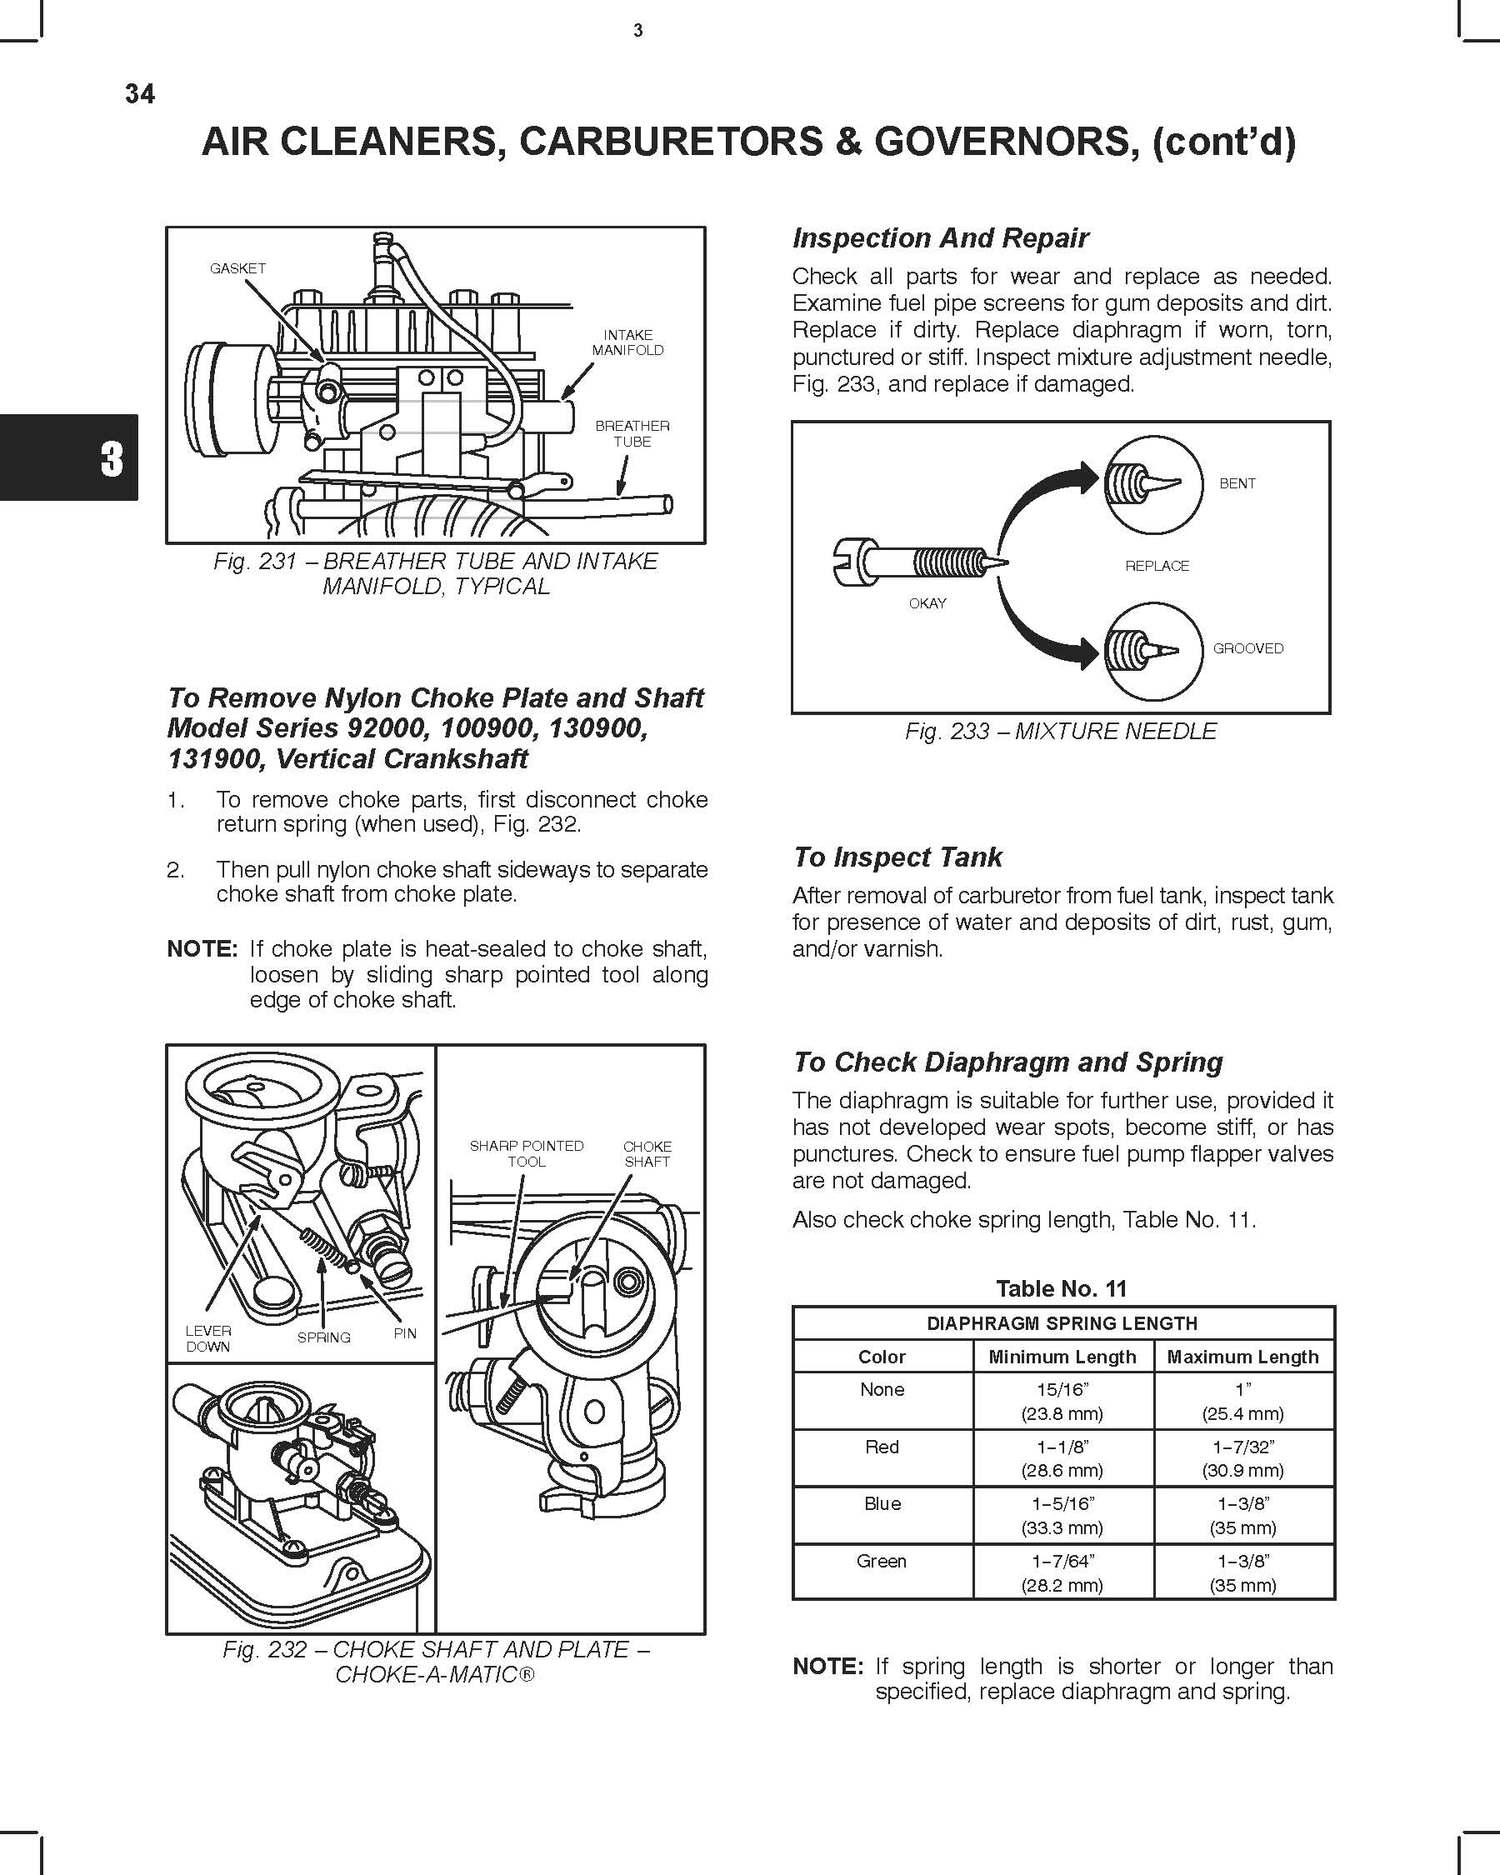 3
34
AIR CLEANERS, CARBURETORS & GOVERNORS, (cont’d)
3
GASKET
INTAKE
MANIFOLD
BREATHER
TUBE
Fig. 231 – BREATHER TUBE AND INTAKE
MANIFOLD, TYPICAL
To Remove Nylon Choke Plate and Shaft
Model Series 92000, 100900, 130900,
131900, Vertical Crankshaft
1. To remove choke parts, first disconnect choke
return spring (when used), Fig. 232.
2. Then pull nylon choke shaft sideways to separate
choke shaft from choke plate.
NOTE: If choke plate is heat-sealed to choke shaft,
loosen by sliding sharp pointed tool along
edge of choke shaft.
LEVER
DOWN
SPRING
PIN
SHARP POINTED
TOOL
CHOKE
SHAFT
Fig. 232 – CHOKE SHAFT AND PLATE –
CHOKE-A-MATIC®
Inspection And Repair
Check all parts for wear and replace as needed.
Examine fuel pipe screens for gum deposits and dirt.
Replace if dirty. Replace diaphragm if worn, torn,
punctured or stiff. Inspect mixture adjustment needle,
Fig. 233, and replace if damaged.
BENT
REPLACE
OKAY
GROOVED
Fig. 233 – MIXTURE NEEDLE
To Inspect Tank
After removal of carburetor from fuel tank, inspect tank
for presence of water and deposits of dirt, rust, gum,
and/or varnish.
To Check Diaphragm and Spring
The diaphragm is suitable for further use, provided it
has not developed wear spots, become stiff, or has
punctures. Check to ensure fuel pump flapper valves
are not damaged.
Also check choke spring length, Table No. 11.
Table No. 11
DIAPHRAGM SPRING LENGTH
Color Minimum Length Maximum Length
None 15/16” 1”
(23.8 mm) (25.4 mm)
Red 1–1/8” 1–7/32”
(28.6 mm) (30.9 mm)
Blue 1–5/16” 1–3/8”
(33.3 mm) (35 mm)
Green 1–7/64” 1–3/8”
(28.2 mm) (35 mm)
NOTE: If spring length is shorter or longer than
specified, replace diaphragm and spring.